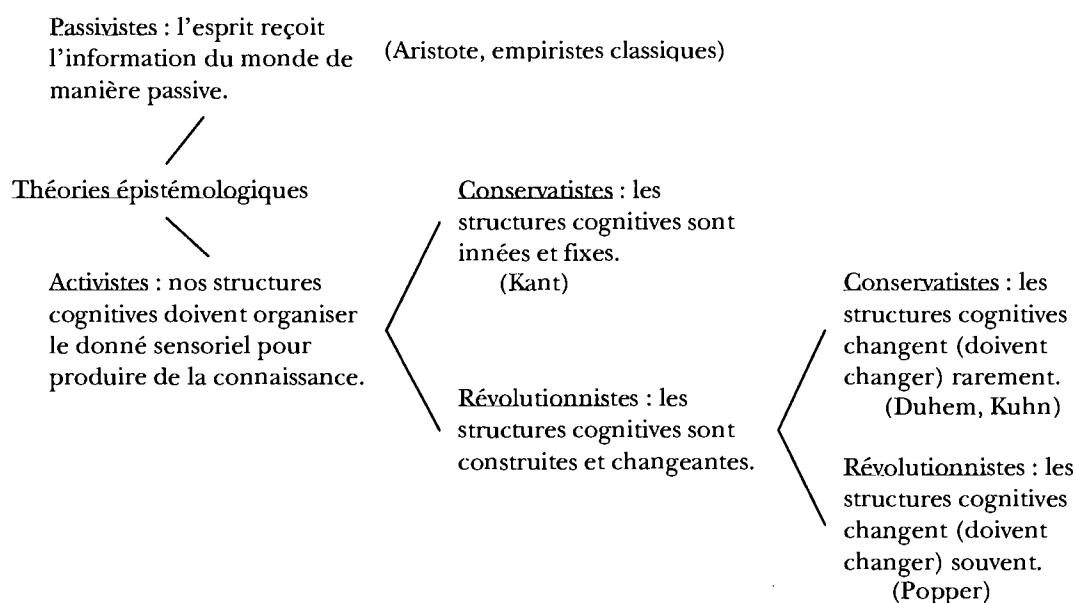 Passivistes : l'esprit reçoit
l'information du monde de
manière passive.
(Aristote, empiristes classiques)
Théories épistémologiques
Activistes : nos structures
cognitives doivent organiser
le donné sensoriel pour
produire de la connaissance.
Conservatistes : les
structures cognitives sont
innées et fixes.
(Kant)
Révolutionnistes : les
structures cognitives sont
construites et changeantes.
Conservatistes : les
structures cognitives
changent (doivent
changer) rarement.
(Duhem, Kuhn)
Révolutionnistes : les
structures cognitives
changent (doivent
changer) souvent.
(Popper)